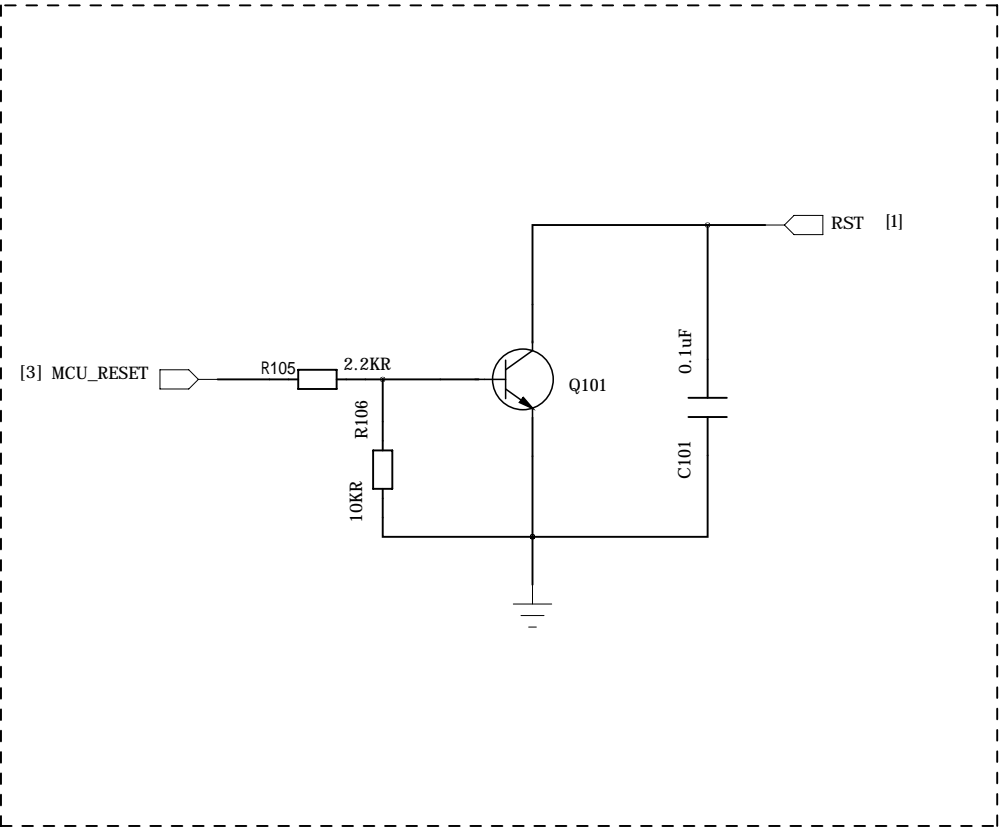 RST [1]
0.1uF
[3] MCU_RESET
R105
2.2KR
Q101
R106
C101
10KR